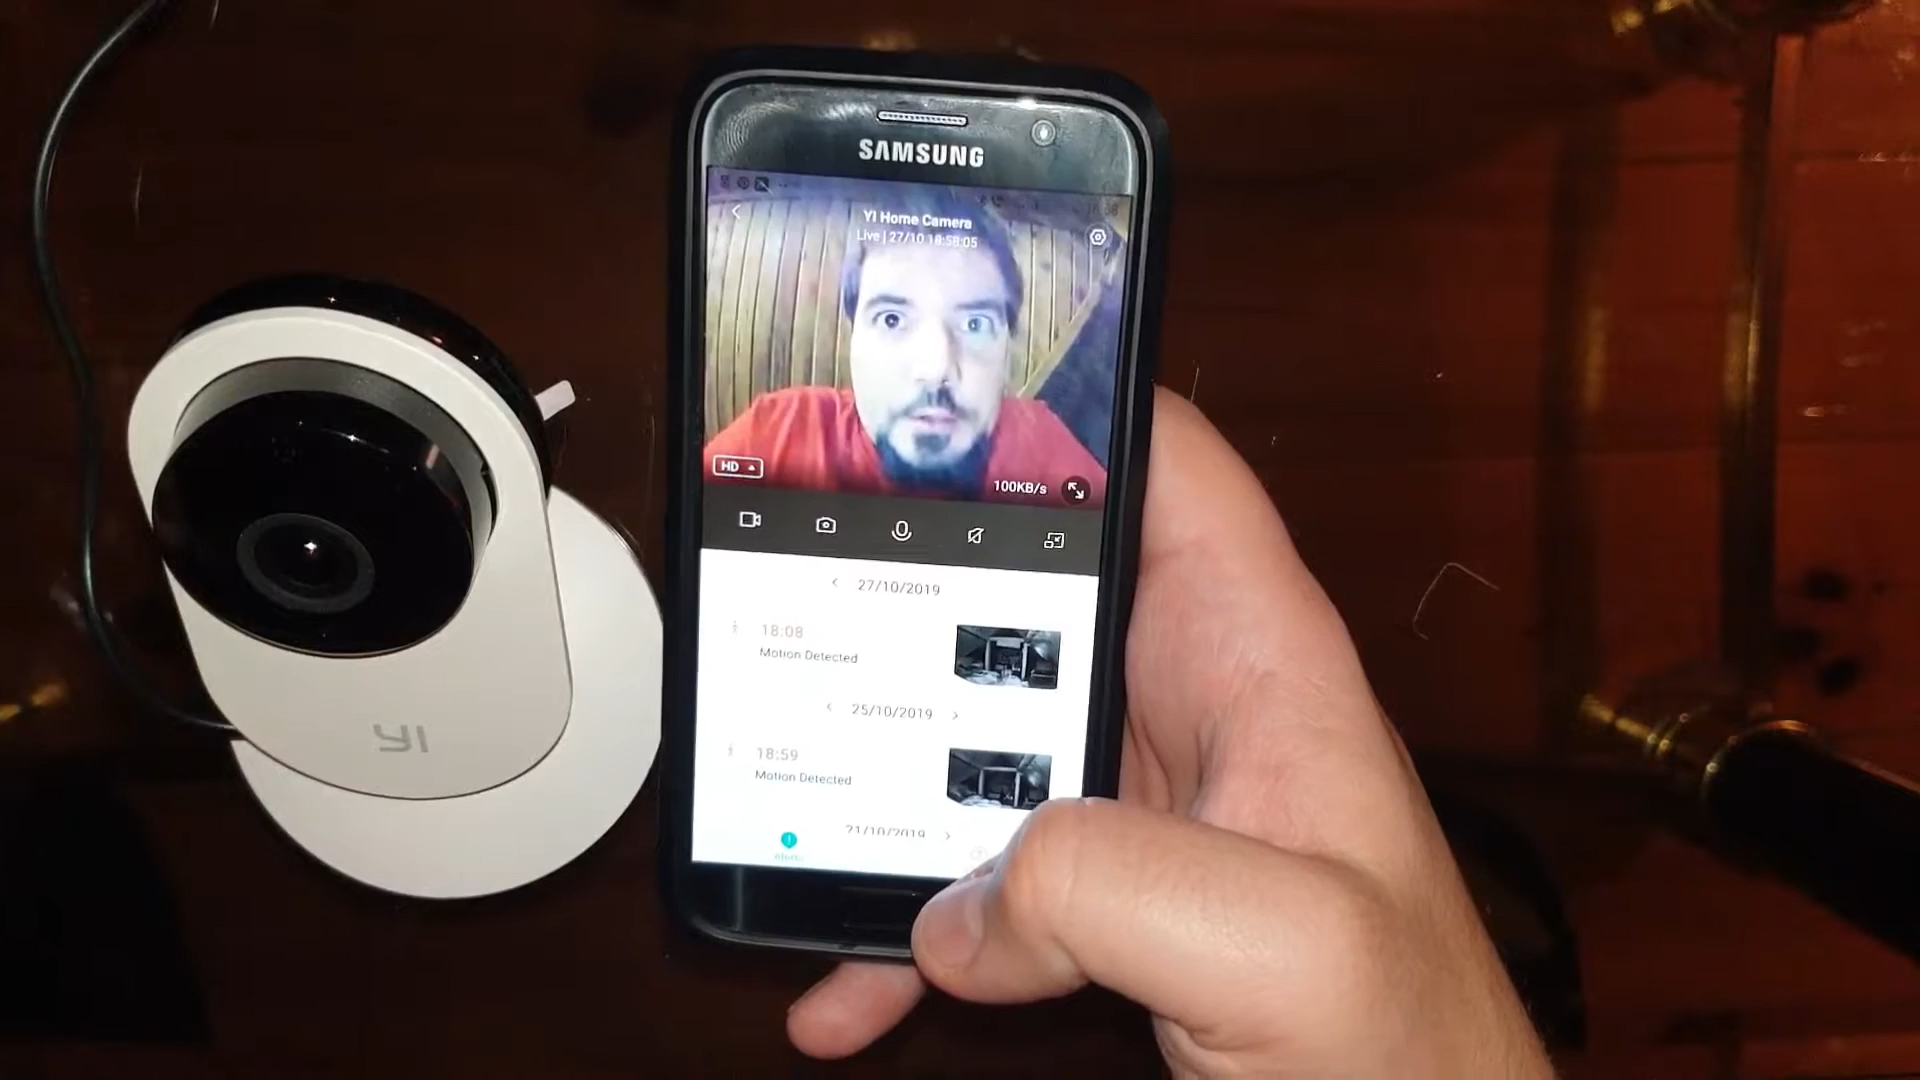 SAMSUNG
YI Home Camera
Live | 27/10 18:58:05
HD
100KB/s
27/10/2019
18:08
Motion Detected
25/10/2019
18:59
Motion Detected
21/10/2019
YI